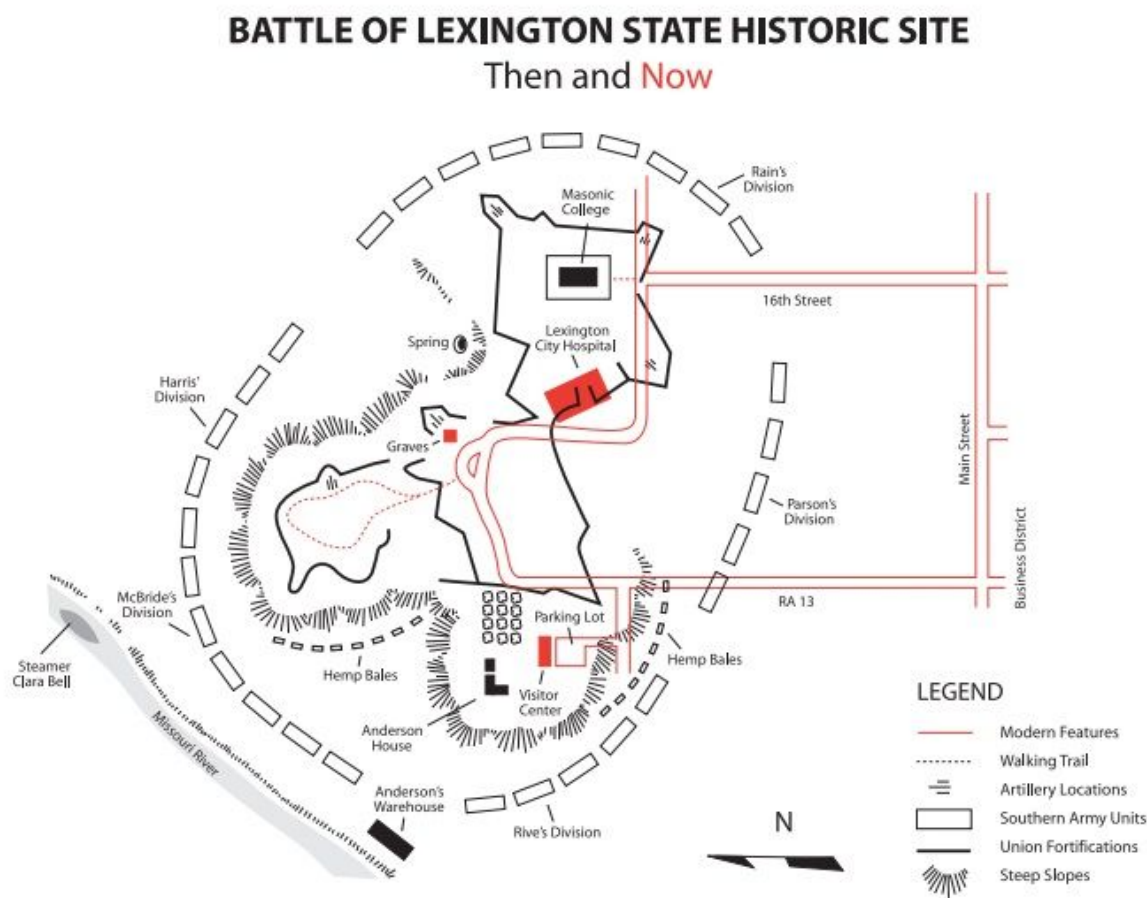 BATTLE OF LEXINGTON STATE HISTORIC SITE
Then and Now
Rain's
Division
Masonic
College
16th Street
Lexington
City Hospital
Spring
Harris'
Division
Graves
Main Street
Parson's
Division
Business District
RA 13
McBride's
Division
Parking Lot
Steamer
Clara Bell
Hemp Bales
Hemp Bales
Visitor
Center
Anderson
House
Missouri River
Anderson's
Warehouse
Rive's Division
N
LEGEND
Modern Features
Walking Trail
Artillery Locations
Southern Army Units
Union Fortifications
Steep Slopes